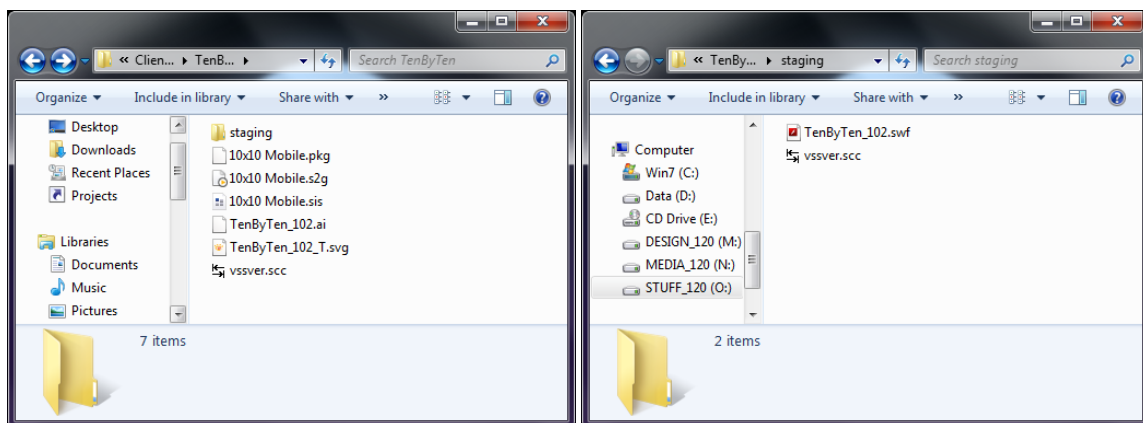 « Clien... ▸ TenB... ▸
Search TenByTen
Organize ▾ Include in library ▾ Share with ▾ »
Desktop
Downloads
Recent Places
Projects
Libraries
Documents
Music
Pictures
staging
10x10 Mobile.pkg
10x10 Mobile.s2g
10x10 Mobile.sis
TenByTen_102.ai
TenByTen_102_T.svg
vssver.scc
7 items
« TenBy... ▸ staging
Search staging
Organize ▾ Include in library ▾ Share with ▾ »
Computer
Win7 (C:)
Data (D:)
CD Drive (E:)
DESIGN_120 (M:)
MEDIA_120 (N:)
STUFF_120 (O:)
TenByTen_102.swf
vssver.scc
2 items